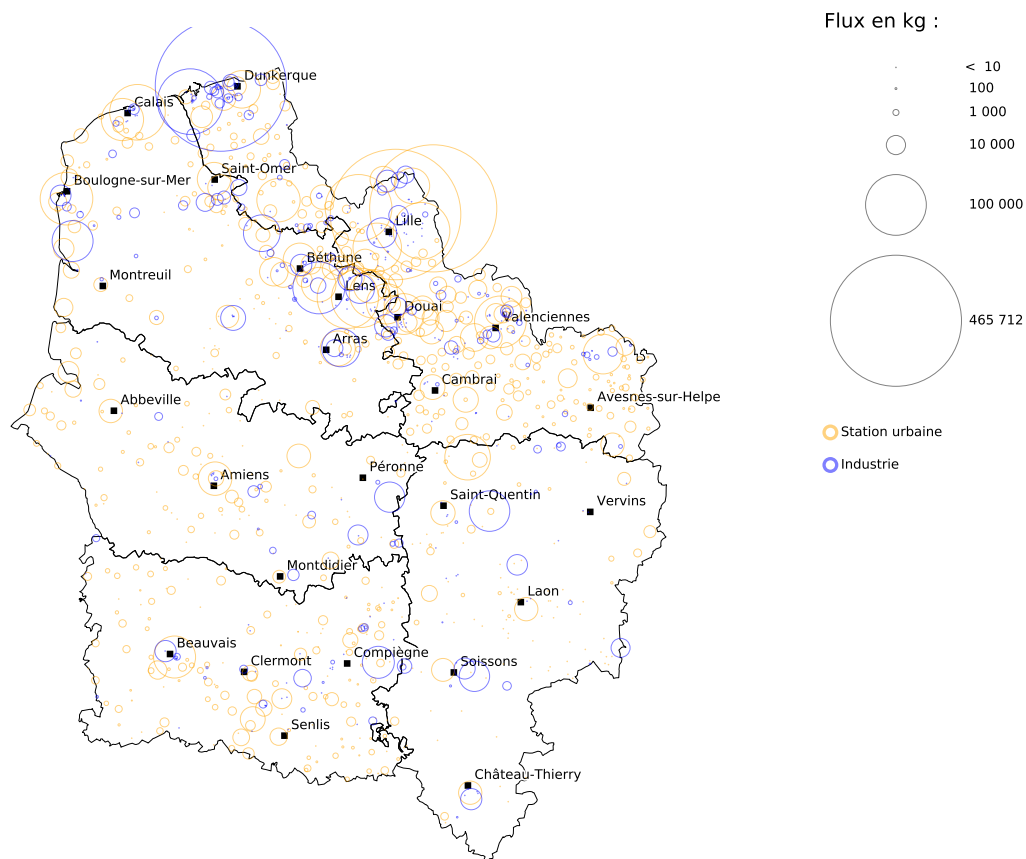 Flux en kg :
< 10
100
1 000
10 000
100 000
465 712
Station urbaine
Industrie
Dunkerque
Calais
Saint-Omer
Boulogne-sur-Mer
Lille
Béthune
Montreuil
Lens
Douai
Valenciennes
Arras
Cambrai
Avesnes-sur-Helpe
Abbeville
Amiens
Péronne
Saint-Quentin
Vervins
Montdidier
Laon
Beauvais
Clermont
Compiègne
Soissons
Senlis
Château-Thierry